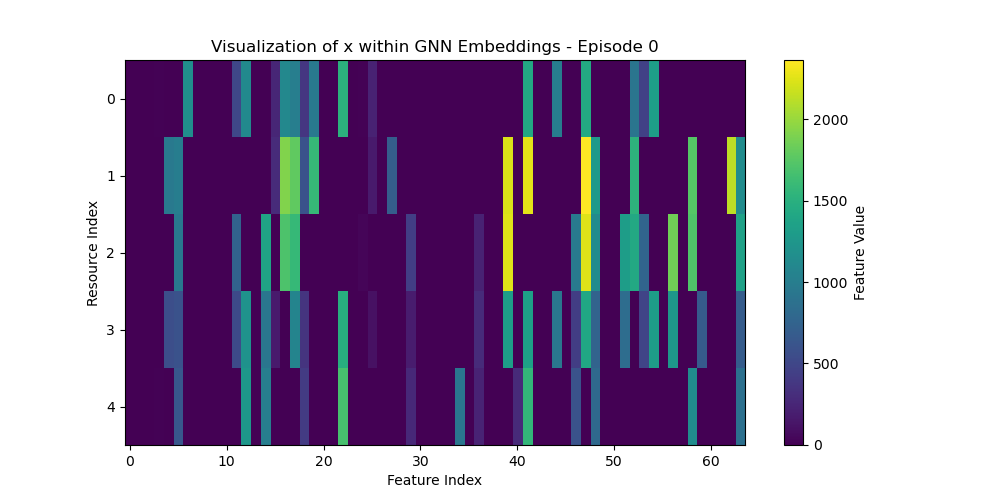 Visualization of x within GNN Embeddings - Episode 0
0
1
2
3
4
Resource Index
0 10 20 30 40 50 60
Feature Index
2000
1500
1000
500
0
Feature Value